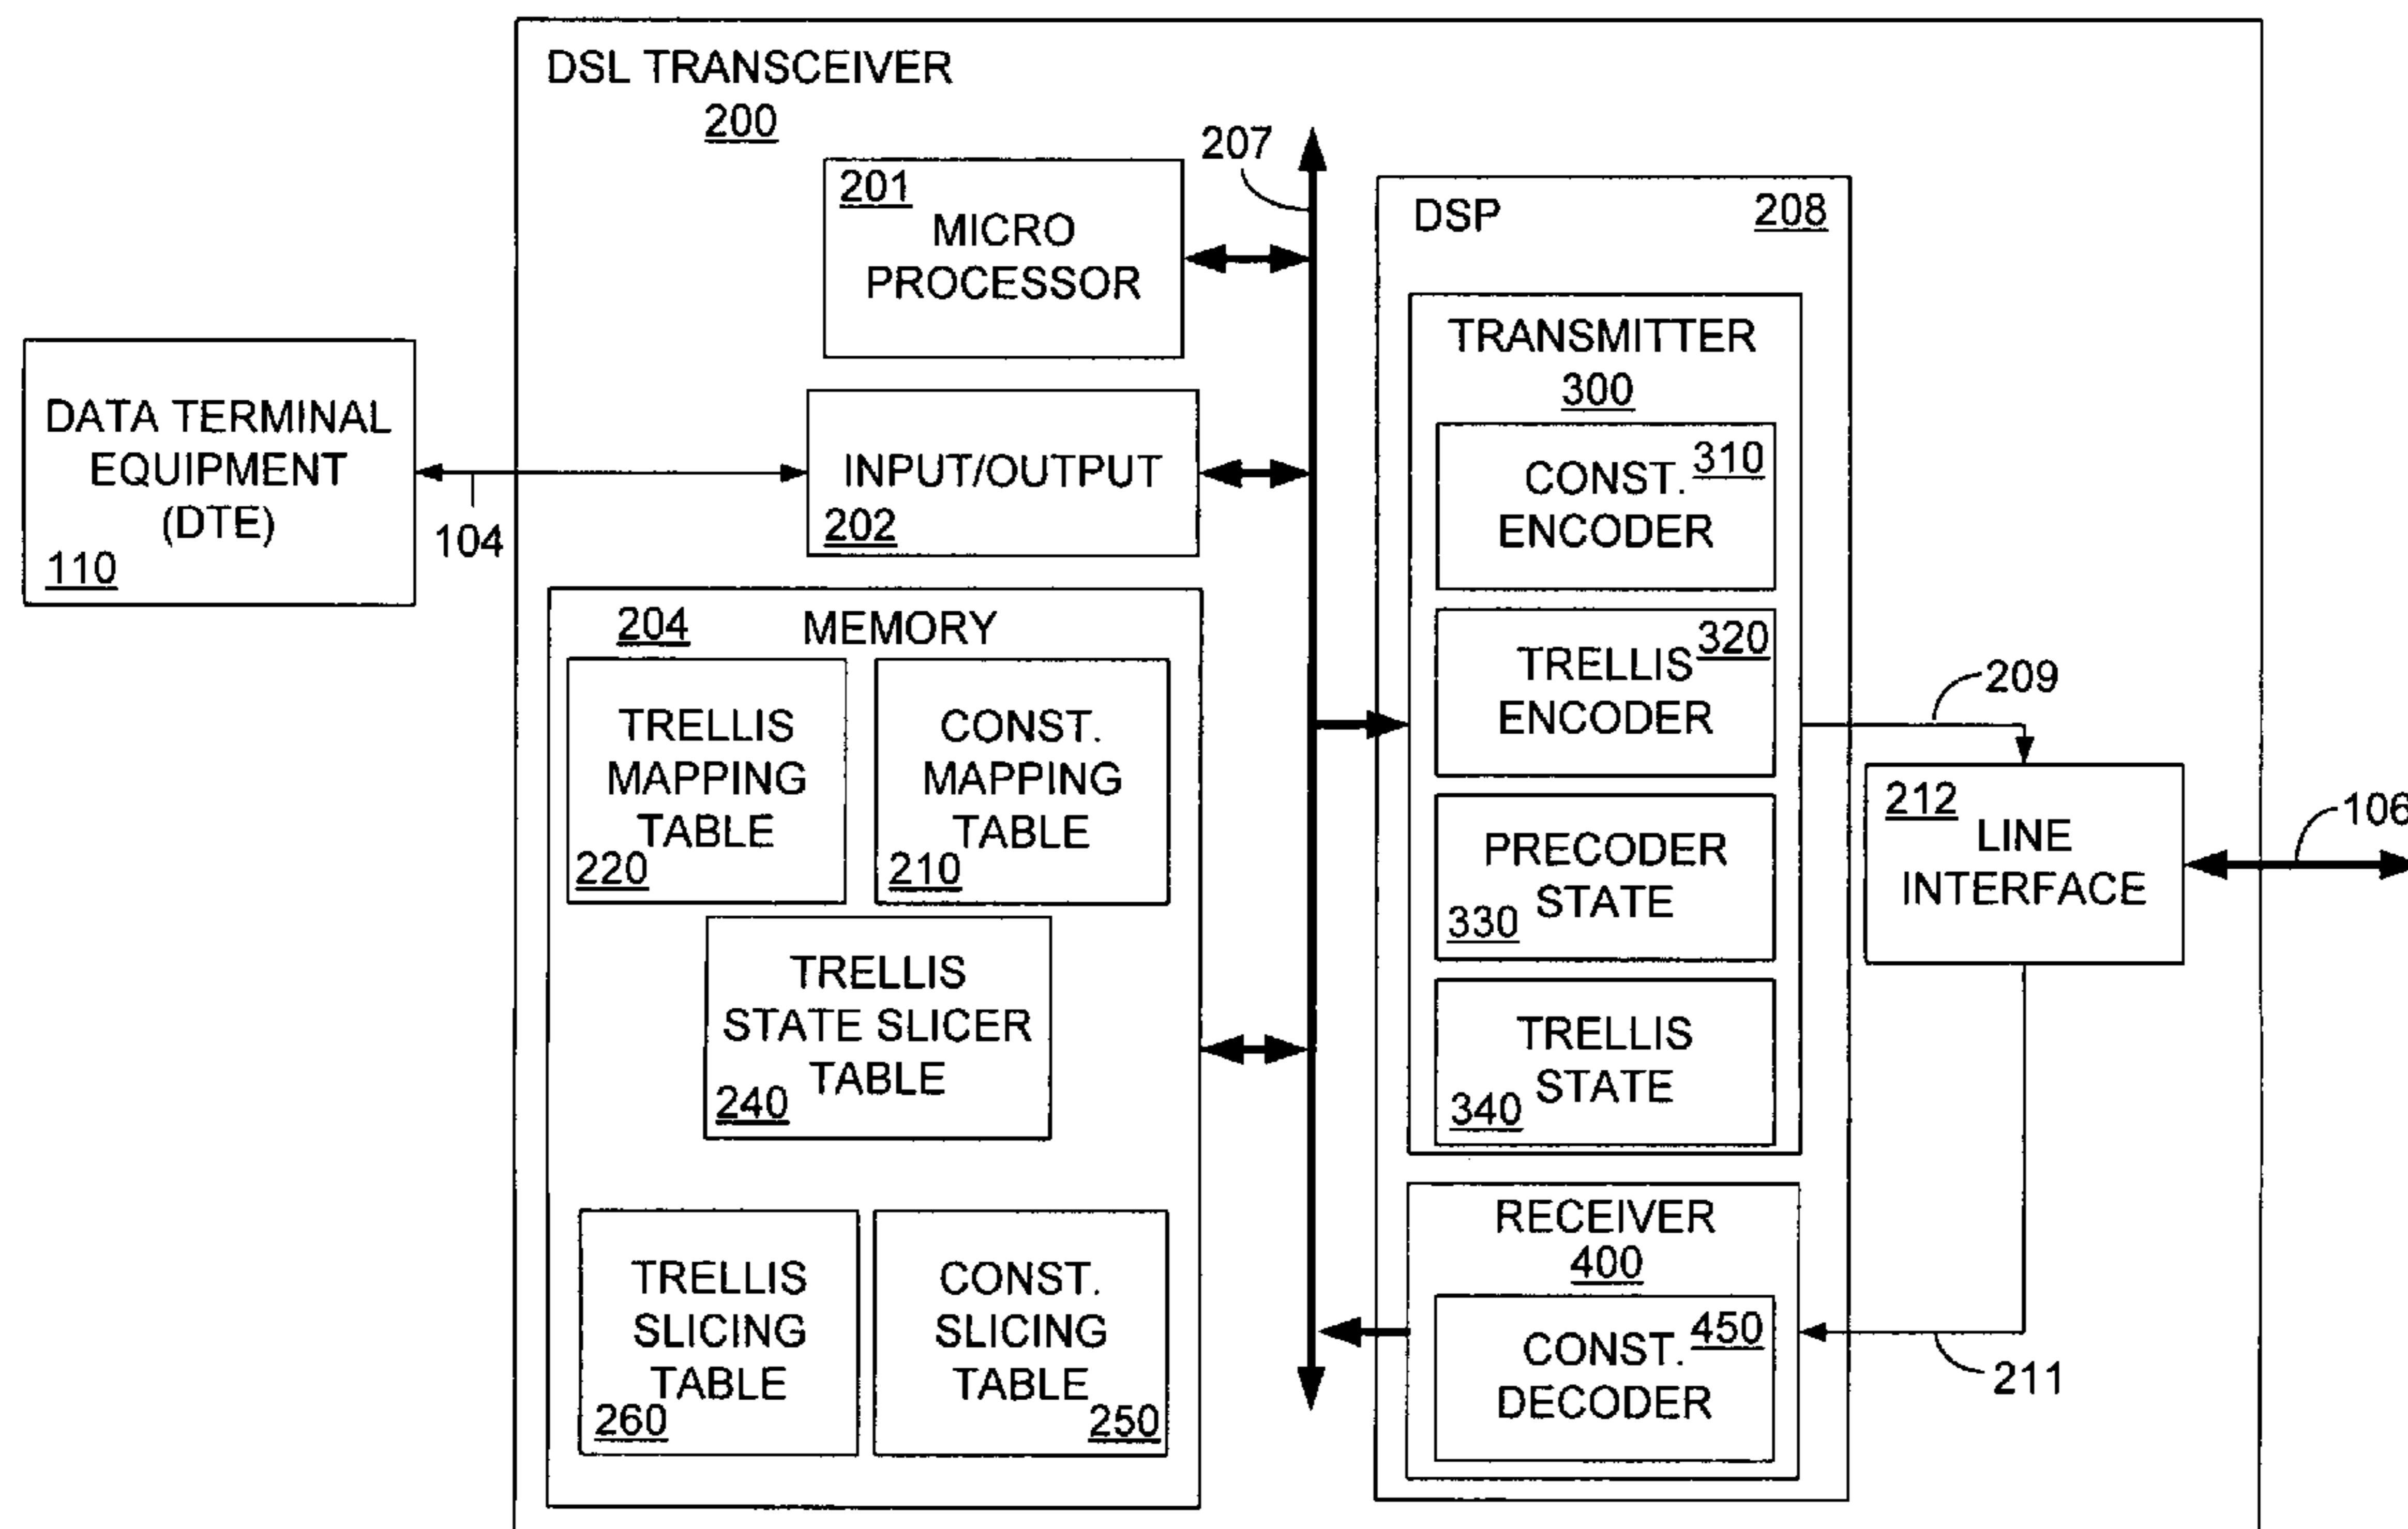 DSL TRANSCEIVER
200
207
201
MICRO
PROCESSOR
DSP
208
TRANSMITTER
300
310
CONST.
ENCODER
320
TRELLIS
ENCODER
330
PRECODER
STATE
340
TRELLIS
STATE
RECEIVER
400
450
CONST.
DECODER
DATA TERMINAL
EQUIPMENT
(DTE)
110
104
INPUT/OUTPUT
202
204
MEMORY
TRELLIS
MAPPING
TABLE
220
CONST.
MAPPING
TABLE
210
TRELLIS
STATE SLICER
TABLE
240
TRELLIS
SLICING
TABLE
260
CONST.
SLICING
TABLE
250
209
212
LINE
INTERFACE
106
211